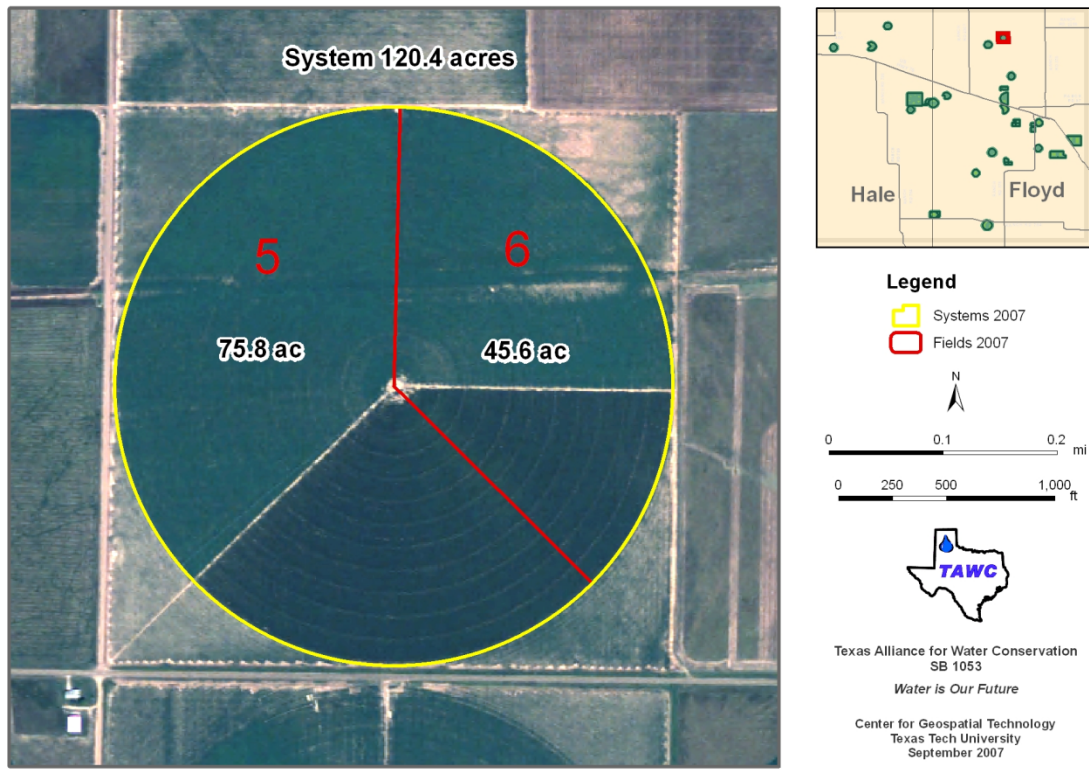 System 120.4 acres
5
6
75.8 ac
45.6 ac
Hale
Floyd
Legend
Systems 2007
Fields 2007
N
0 0.1 0.2
mi
0 250 500 1,000
ft
TAWC
Texas Alliance for Water Conservation
SB 1053
Water is Our Future
Center for Geospatial Technology
Texas Tech University
September 2007